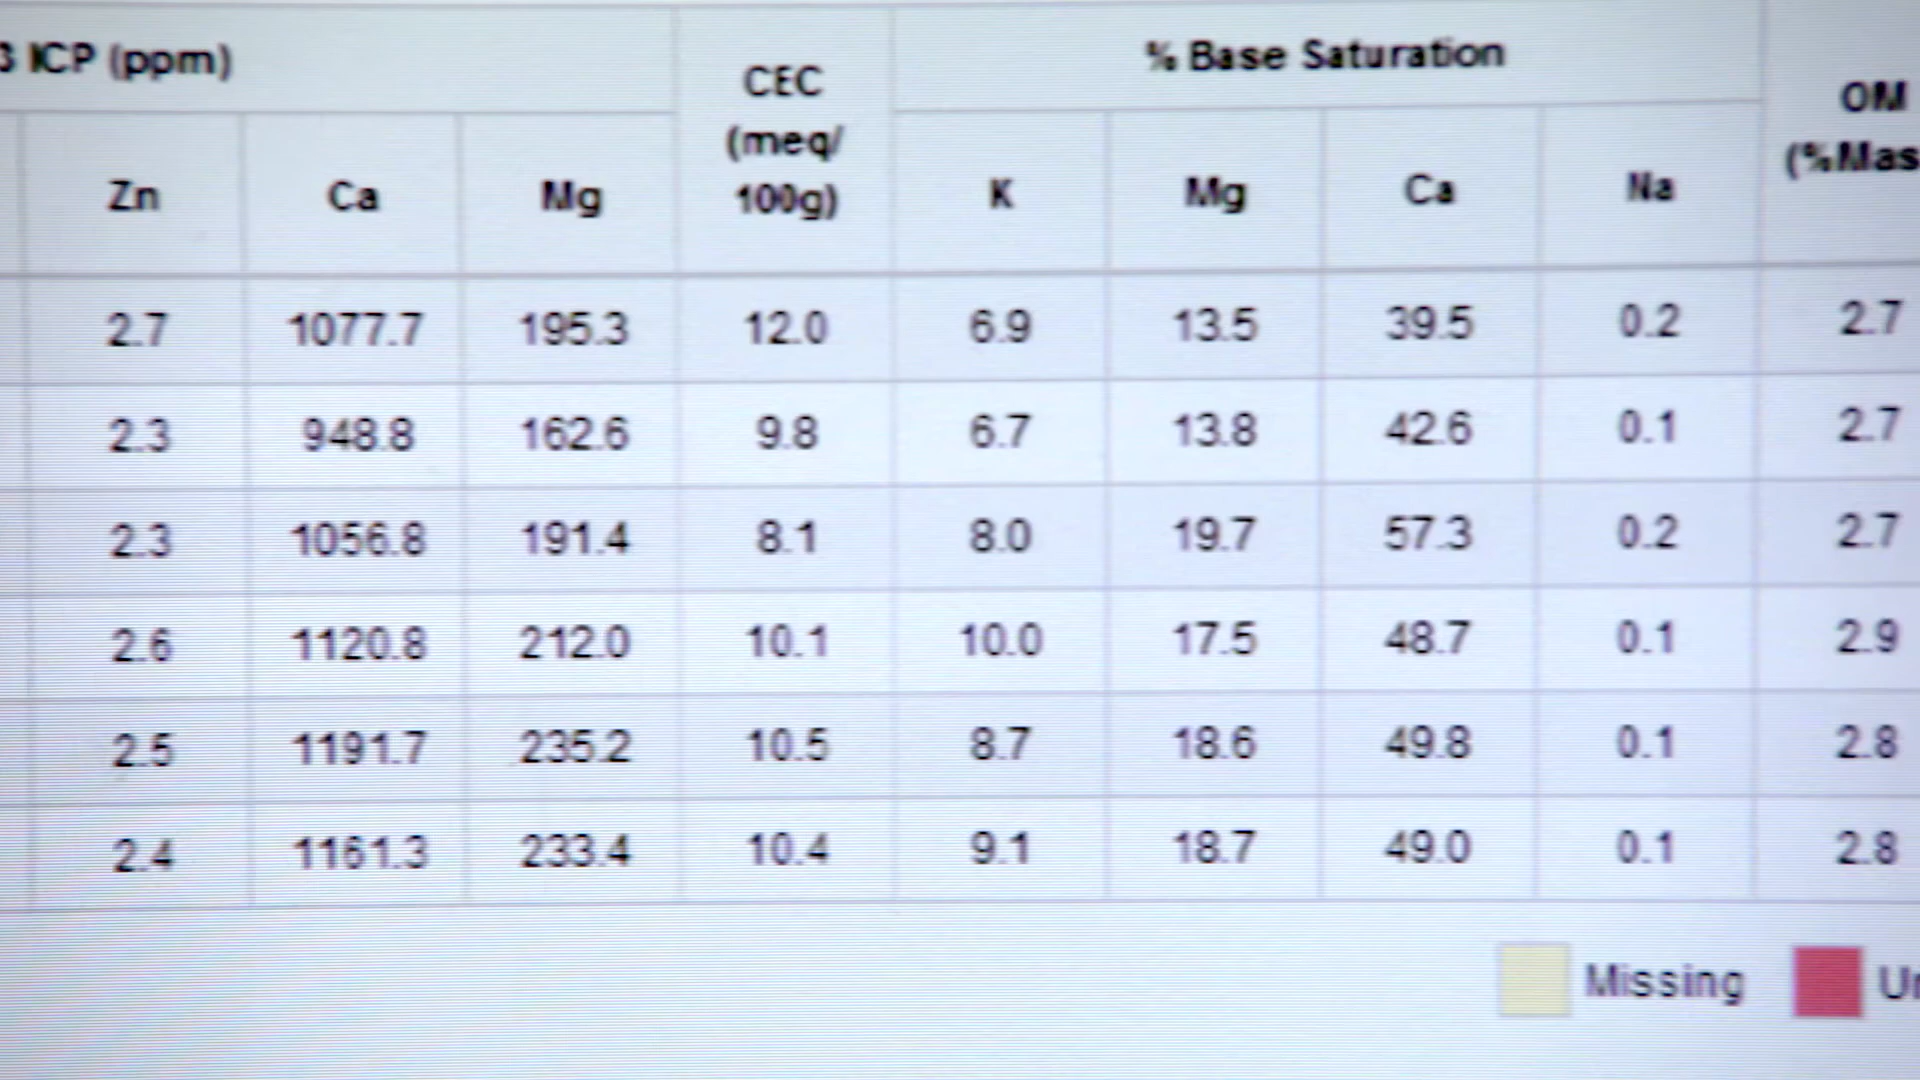 3 ICP (ppm)
CEC (meq/ 100g)
% Base Saturation
OM (%Mas
Zn Ca Mg K Mg Ca Na
2.7 1077.7 195.3 12.0 6.9 13.5 39.5 0.2 2.7
2.3 948.8 162.6 9.8 6.7 13.8 42.6 0.1 2.7
2.3 1056.8 191.4 8.1 8.0 19.7 57.3 0.2 2.7
2.6 1120.8 212.0 10.1 10.0 17.5 48.7 0.1 2.9
2.5 1191.7 235.2 10.5 8.7 18.6 49.8 0.1 2.8
2.4 1161.3 233.4 10.4 9.1 18.7 49.0 0.1 2.8
Missing